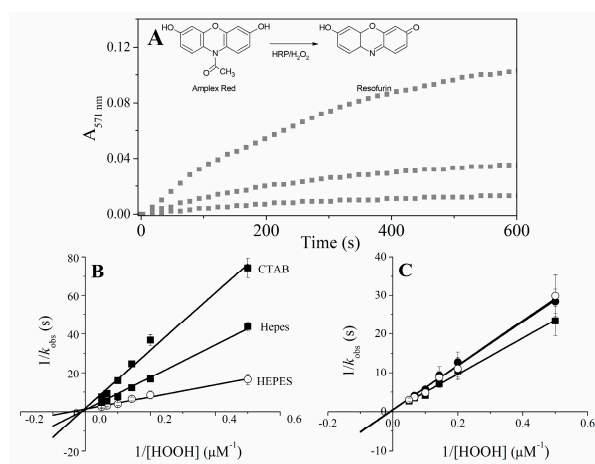 A
HO
O
OH
N
O
CH3
Amplex Red
HRP/H2O2
HO
O
O
N
Resofurin
A571 nm
0.12
0.08
0.04
0.00
0
200
400
600
Time (s)
B
1/kobs (s)
80
60
40
20
-20
-0.2
0.0
0.2
0.4
0.6
CTAB
Hepes
HEPES
1/[HOOH] (μM-1)
C
1/kobs (s)
40
30
20
10
0
-10
-0.2
0.0
0.2
0.4
0.6
1/[HOOH] (μM-1)